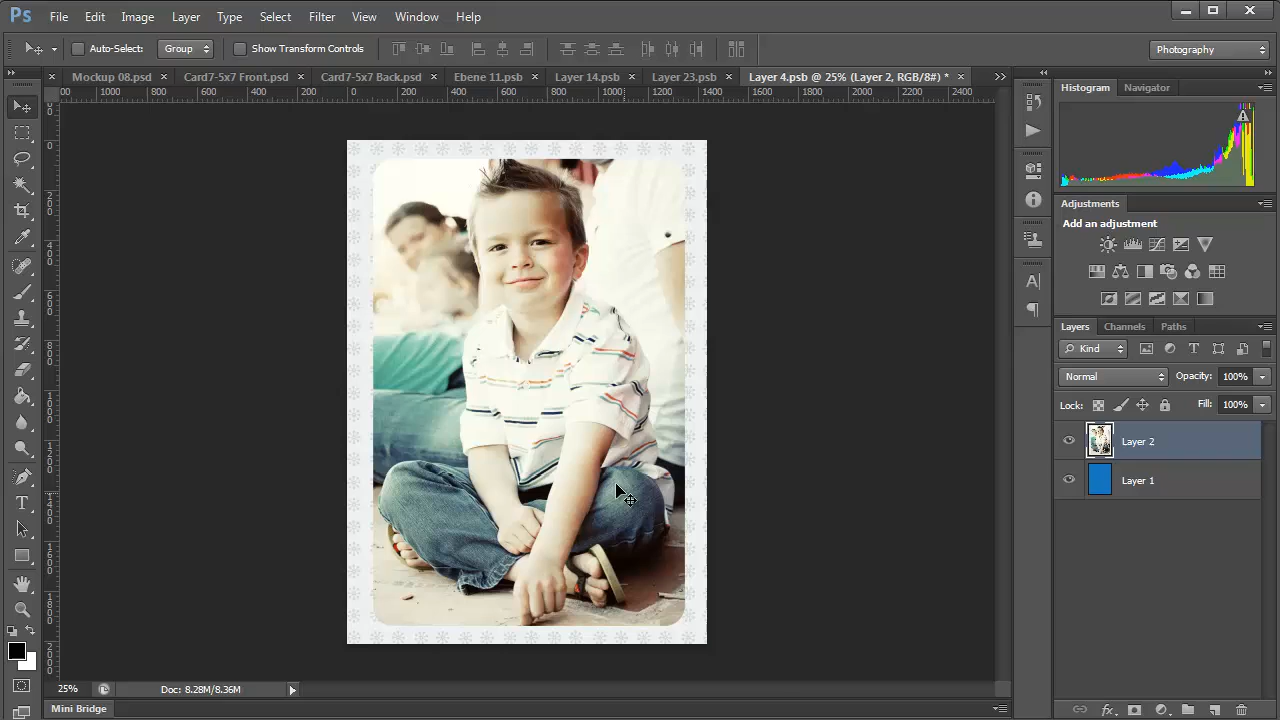 Ps File Edit Image Layer Type Select Filter View Window Help
Auto-Select: Group Show Transform Controls Photography
Mockup 08.psd × Card7-5x7 Front.psd × Card7-5x7 Back.psd × Ebene 11.psb × Layer 14.psb × Layer 23.psb × Layer 4.psb @ 25% (Layer 2, RGB/8#) * ×
1000 800 600 400 200 0 200 400 600 800 1000 1200 1400 1600 1800 2000 2200 2400
Histogram Navigator
Adjustments
Add an adjustment
Layers Channels Paths
Kind
Normal Opacity: 100%
Lock: Fill: 100%
Layer 2
25% Doc: 8.28M/8.36M
Mini Bridge